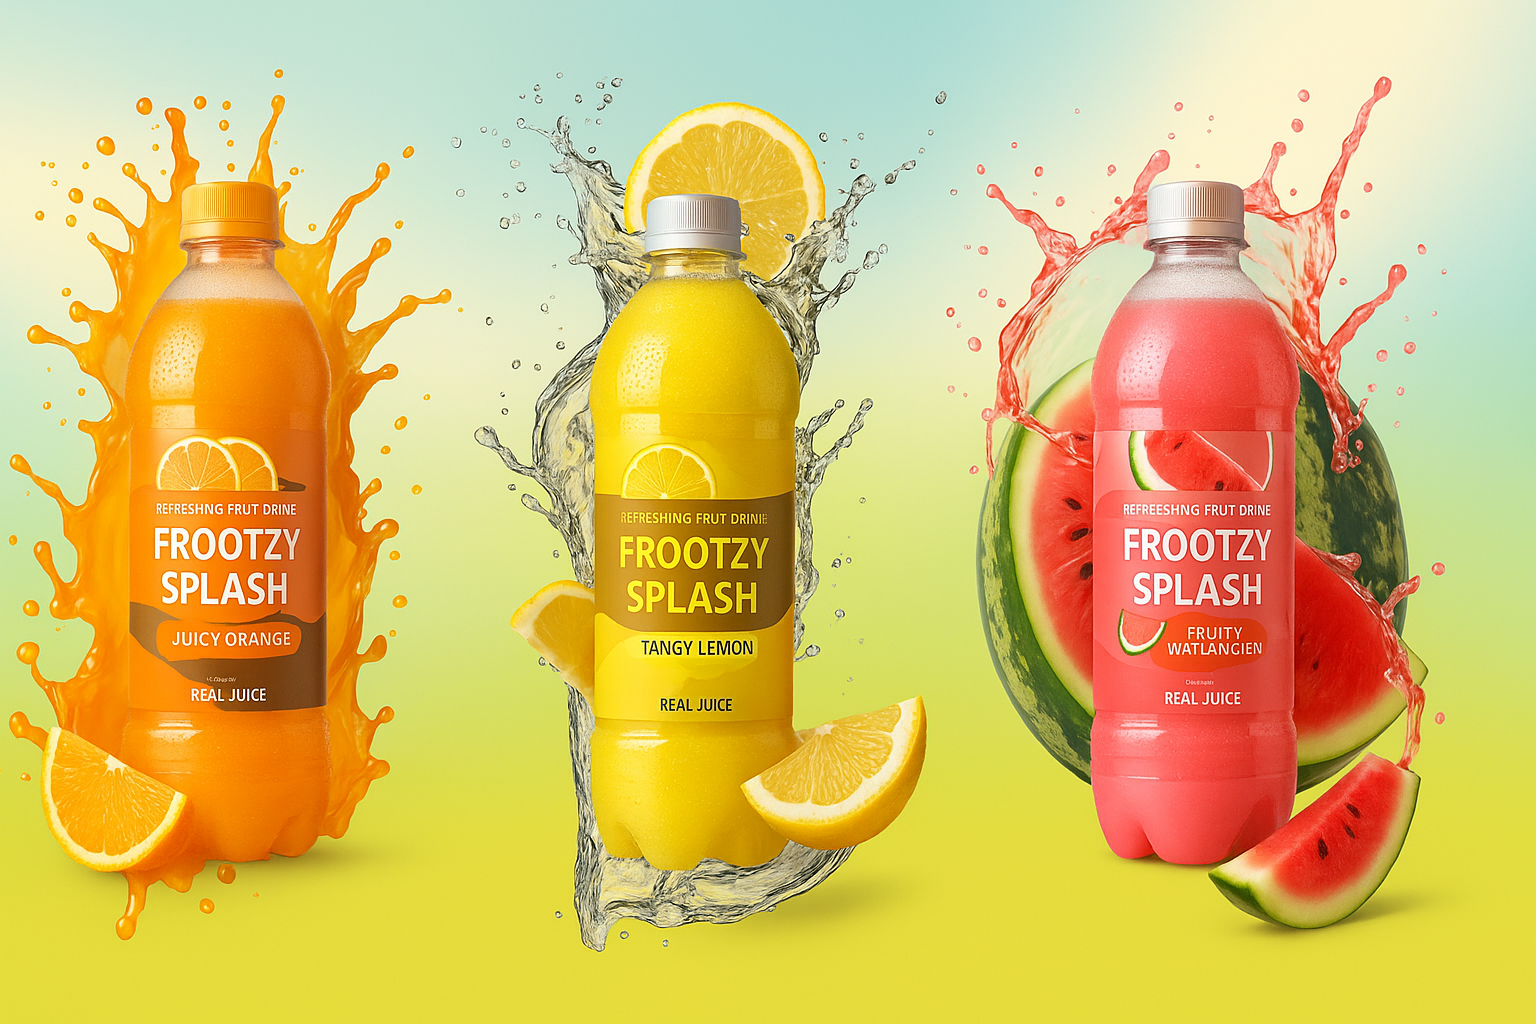 REFRESHNG FRUT DRINE
FROOTZY
SPLASH
JUICY ORANGE
REAL JUICE
REFRESHING FRUT DRINIE
FROOTZY
SPLASH
TANGY LEMON
REAL JUICE
REFREESHNG FRUT DRINE
FROOTZY
SPLASH
FRUITY
WATLANGIEN
REAL JUICE